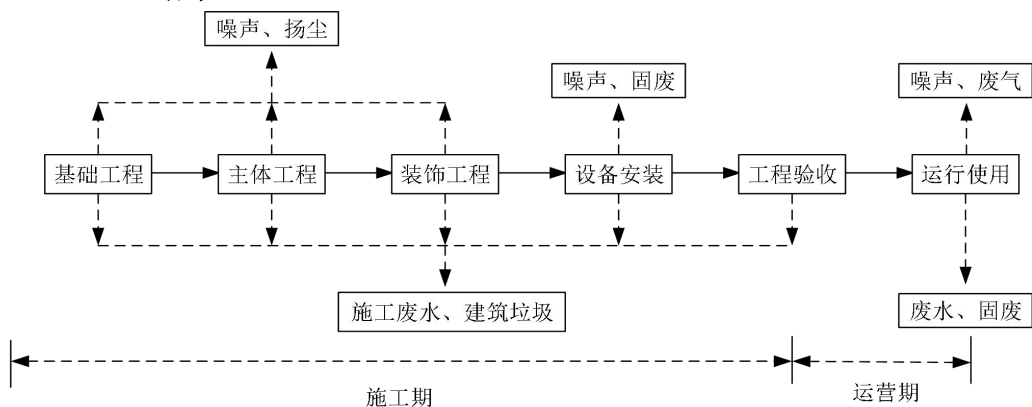 噪声、扬尘
噪声、固废
噪声、废气
基础工程
主体工程
装饰工程
设备安装
工程验收
运行使用
施工废水、建筑垃圾
废水、固废
施工期
运营期